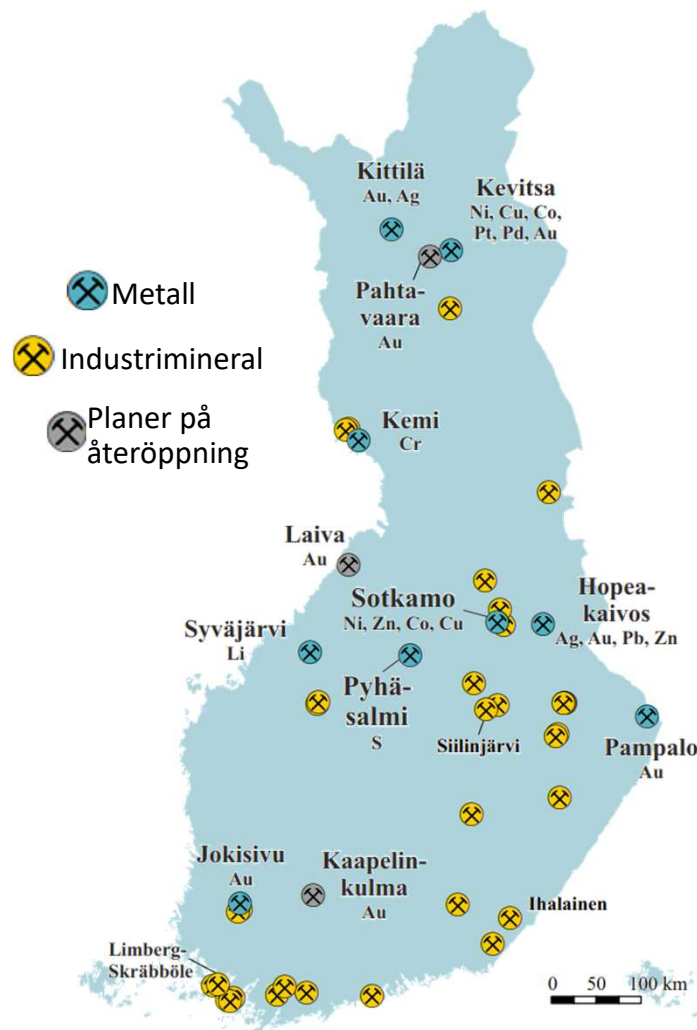 Kittilä
Au, Ag
Kevitsa
Ni, Cu, Co,
Pt, Pd, Au
Pahta-
vaara
Au
Metall
Industrimineral
Planer på
återöppning
Kemi
Cr
Laiva
Au
Sotkamo
Ni, Zn, Co, Cu
Hopea-
kaivos
Ag, Au, Pb, Zn
Syväjärvi
Li
Pyhä-
salmi
S
Siilinjärvi
Pampalo
Au
Jokisivu
Au
Kaapelin-
kulma
Au
Ihalainen
Limberg-
Skräbböle
0 50 100 km